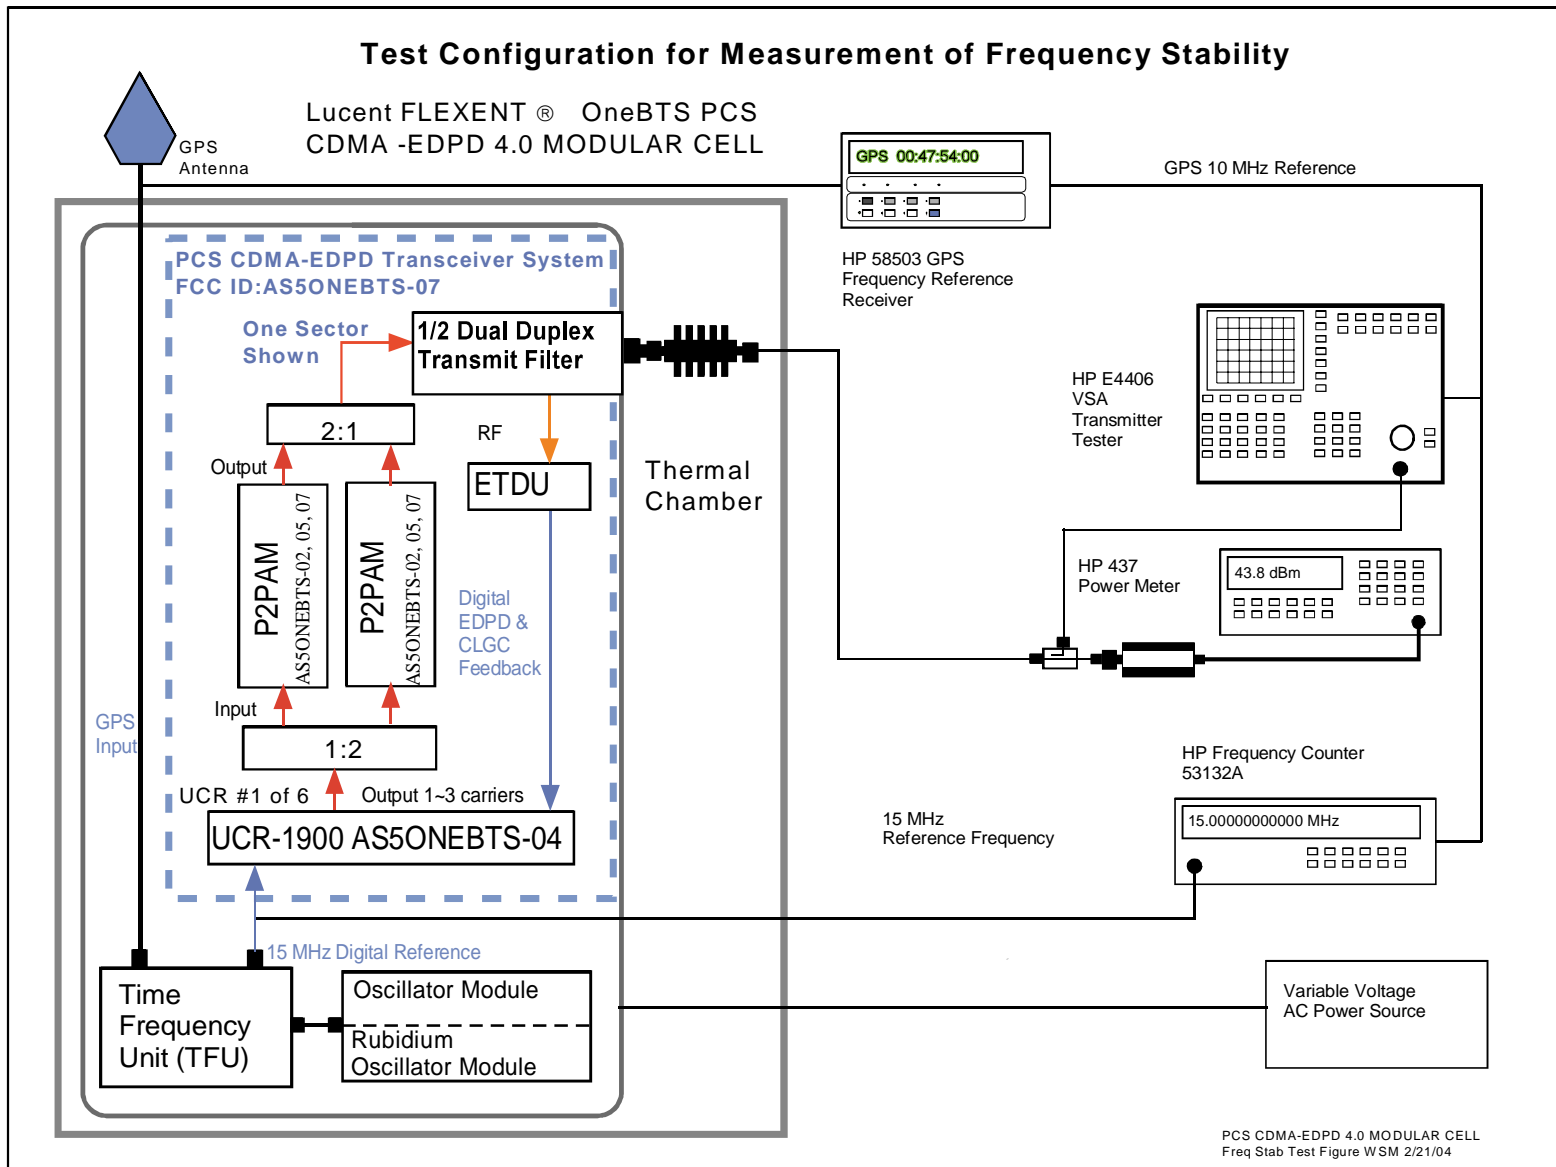 Test Configuration for Measurement of Frequency Stability
Lucent FLEXENT ® OneBTS PCS
CDMA -EDPD 4.0 MODULAR CELL
GPS
Antenna
GPS 00:47:54:00
GPS 10 MHz Reference
HP 58503 GPS
Frequency Reference
Receiver
PCS CDMA-EDPD Transceiver System
FCC ID:AS5ONEBTS-07
One Sector
Shown
1/2 Dual Duplex
Transmit Filter
HP E4406
VSA
Transmitter
Tester
2:1
RF
Output
ETDU
Thermal
Chamber
P2PAM
AS5ONEBTS-02, 05, 07
P2PAM
AS5ONEBTS-02, 05, 07
Digital
EDPD &
CLGC
Feedback
HP 437
Power Meter
43.8 dBm
Input
GPS
Input
1:2
HP Frequency Counter
53132A
UCR #1 of 6
Output 1~3 carriers
UCR-1900 AS5ONEBTS-04
15 MHz
Reference Frequency
15.00000000000 MHz
15 MHz Digital Reference
Time
Frequency
Unit (TFU)
Oscillator Module
Rubidium
Oscillator Module
Variable Voltage
AC Power Source
PCS CDMA-EDPD 4.0 MODULAR CELL
Freq Stab Test Figure WSM 2/21/04